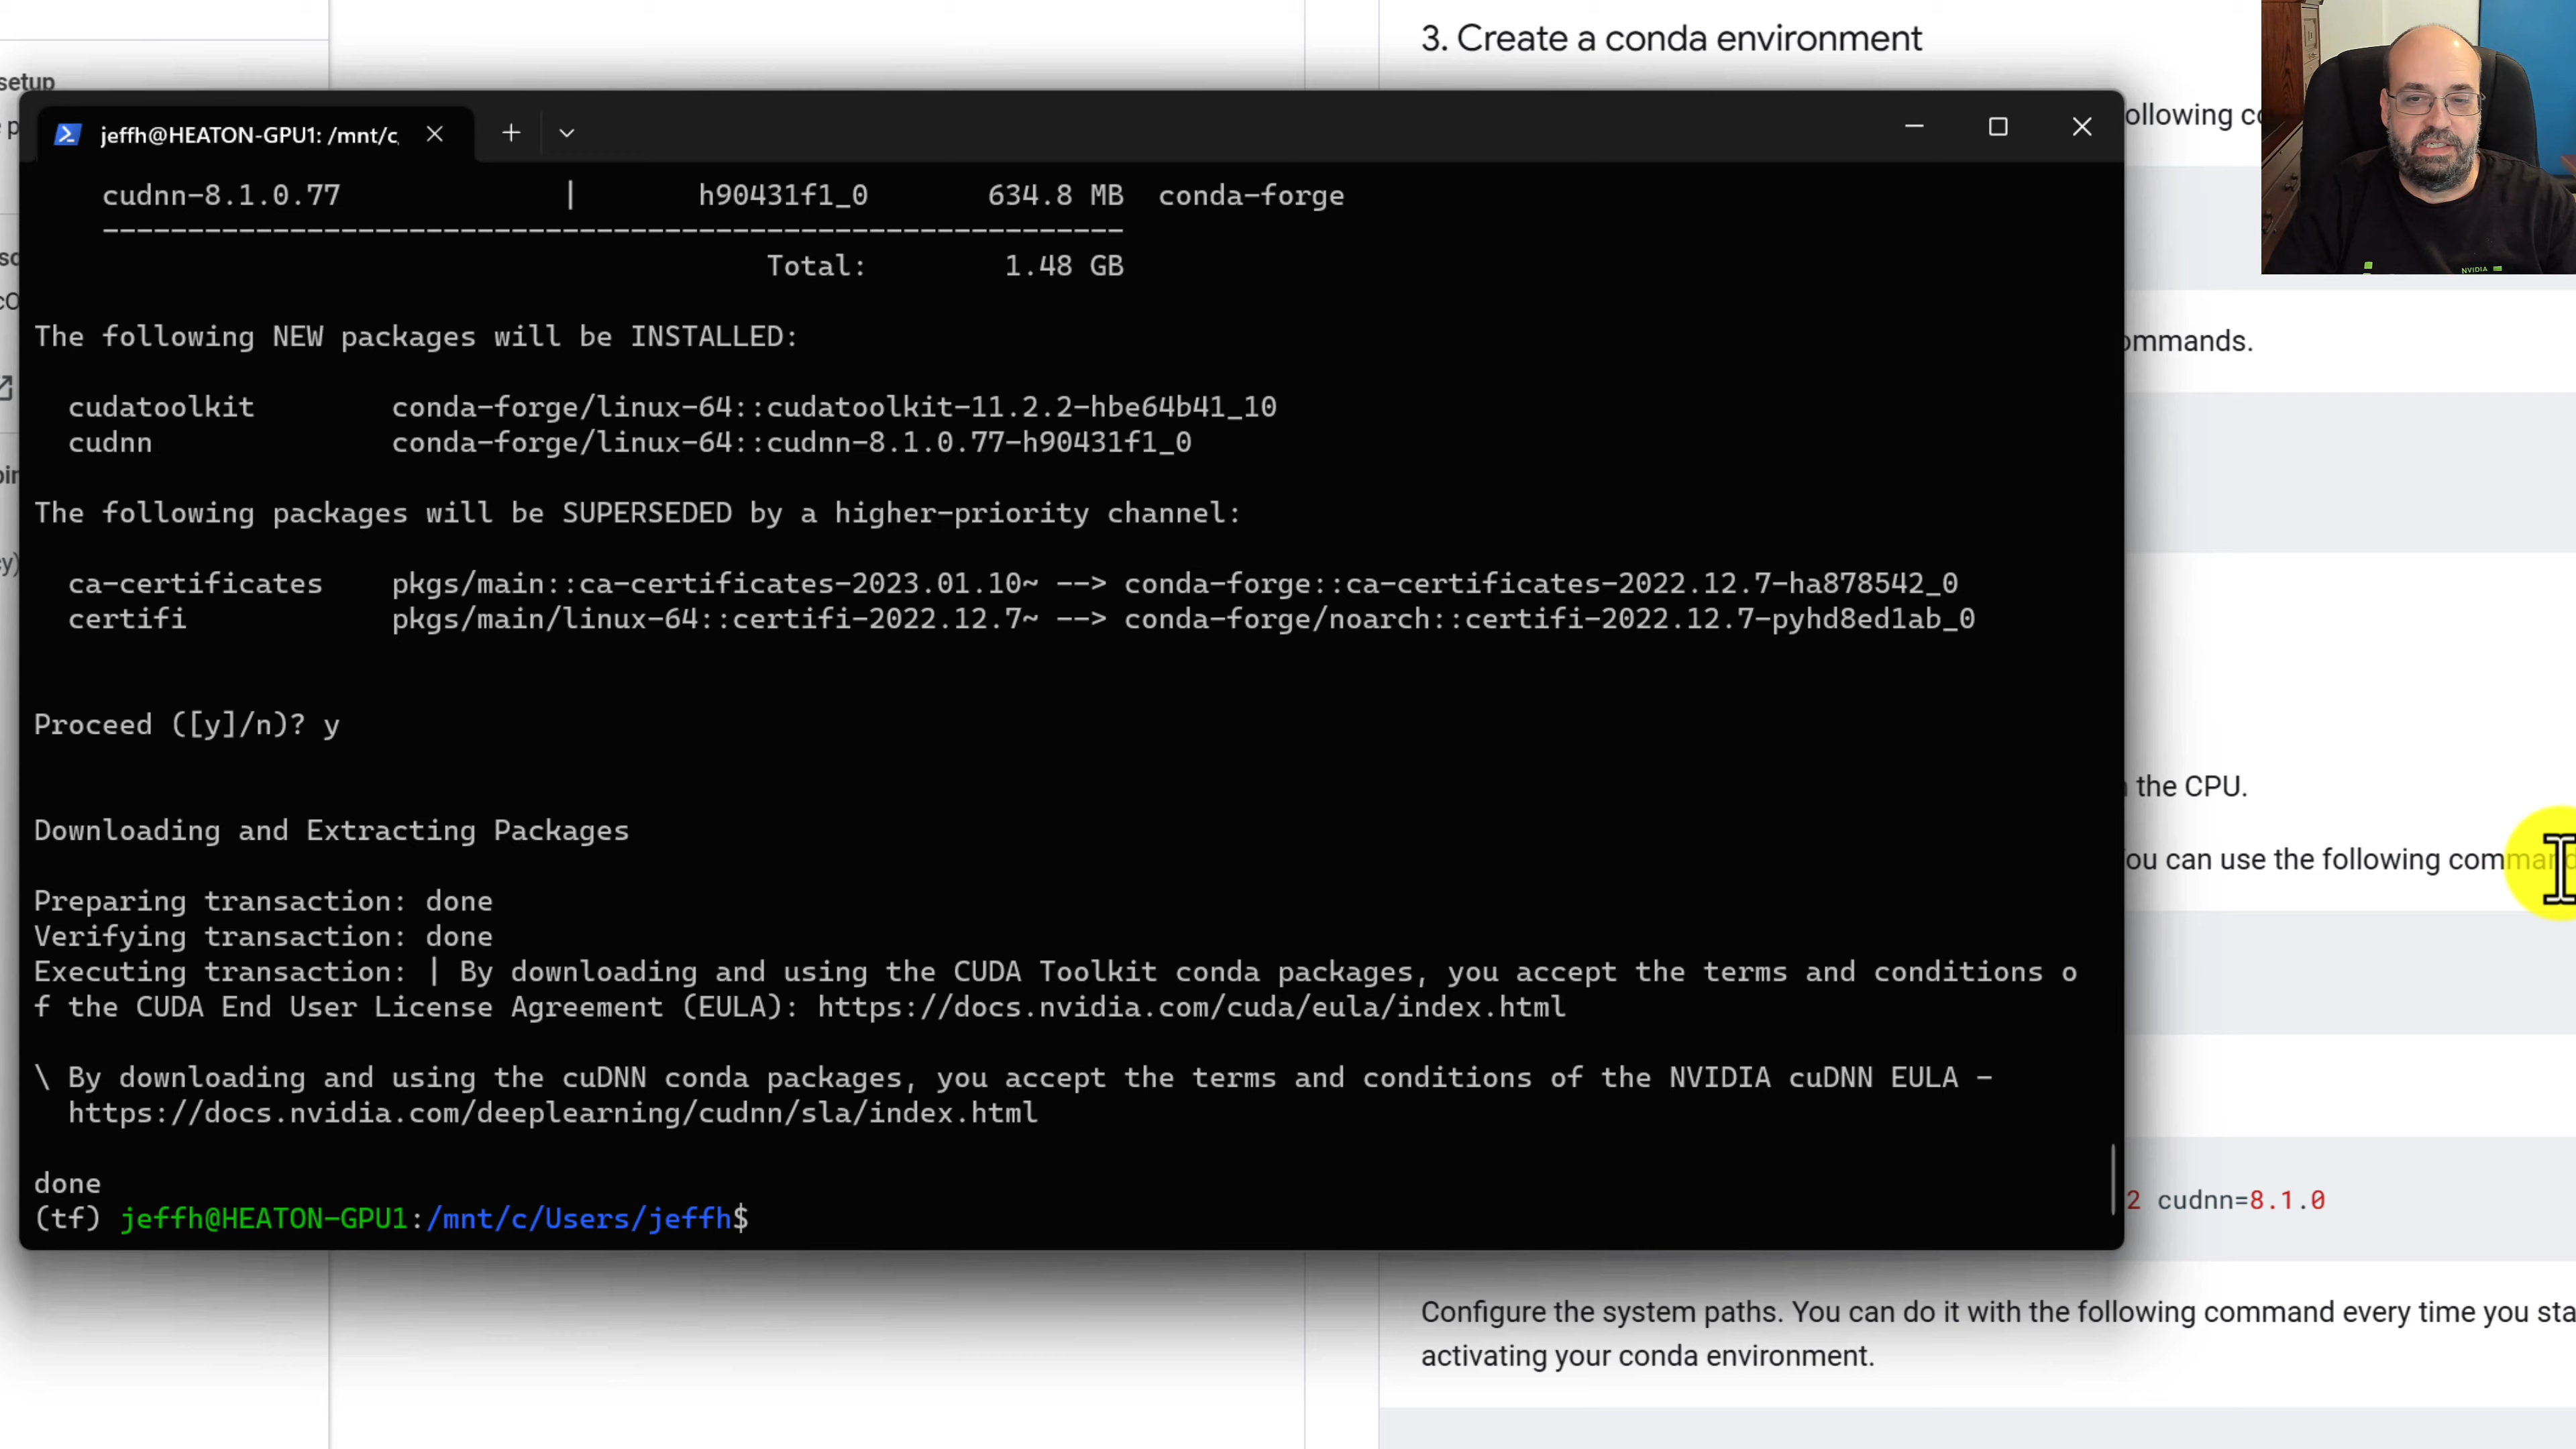 setup
3. Create a conda environment
jeffh@HEATON-GPU1: /mnt/c
ollowing co
NVIDIA
cudnn-8.1.0.77 | h90431f1_0 634.8 MB conda-forge
------------------------------------------------------------
Total: 1.48 GB
The following NEW packages will be INSTALLED:
ommands.
cudatoolkit conda-forge/linux-64::cudatoolkit-11.2.2-hbe64b41_10
cudnn conda-forge/linux-64::cudnn-8.1.0.77-h90431f1_0
The following packages will be SUPERSEDED by a higher-priority channel:
ca-certificates pkgs/main::ca-certificates-2023.01.10~ --> conda-forge::ca-certificates-2022.12.7-ha878542_0
certifi pkgs/main/linux-64::certifi-2022.12.7~ --> conda-forge/noarch::certifi-2022.12.7-pyhd8ed1ab_0
Proceed ([y]/n)? y
the CPU.
Downloading and Extracting Packages
ou can use the following command
Preparing transaction: done
Verifying transaction: done
Executing transaction: | By downloading and using the CUDA Toolkit conda packages, you accept the terms and conditions o
f the CUDA End User License Agreement (EULA): https://docs.nvidia.com/cuda/eula/index.html
\ By downloading and using the cuDNN conda packages, you accept the terms and conditions of the NVIDIA cuDNN EULA -
https://docs.nvidia.com/deeplearning/cudnn/sla/index.html
done
(tf) jeffh@HEATON-GPU1:/mnt/c/Users/jeffh$
2 cudnn=8.1.0
Configure the system paths. You can do it with the following command every time you sta
activating your conda environment.